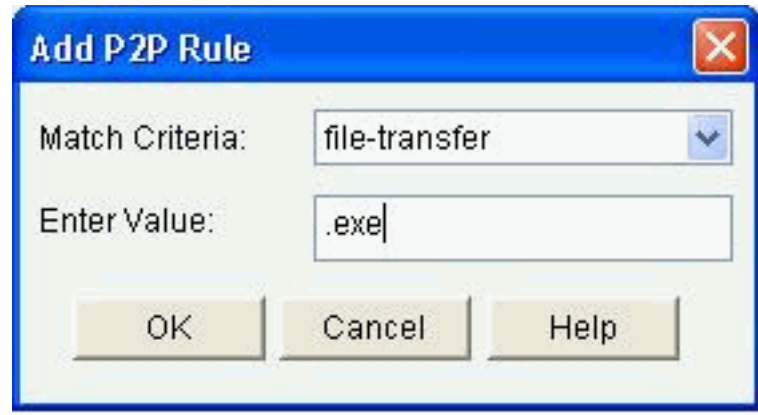 Add P2P Rule
Match Criteria: file-transfer
Enter Value: .exe
OK Cancel Help